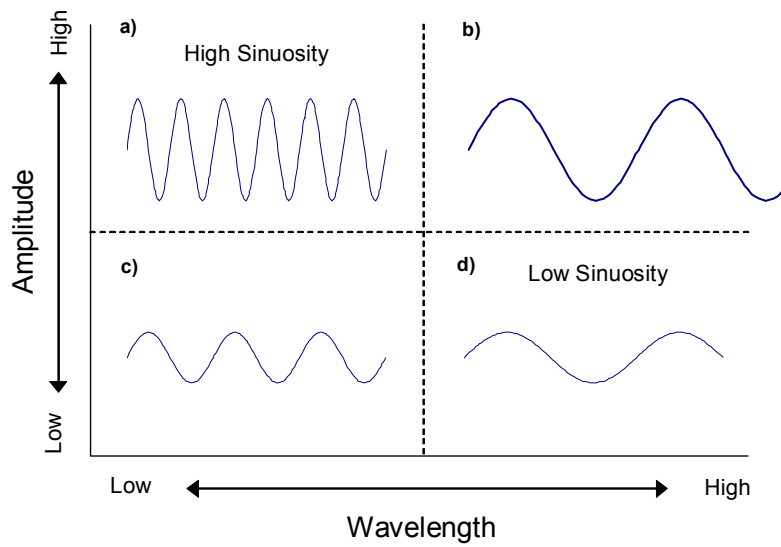 High
a)
High Sinuosity
b)
Amplitude
c)
d)
Low Sinuosity
Low
Low
High
Wavelength